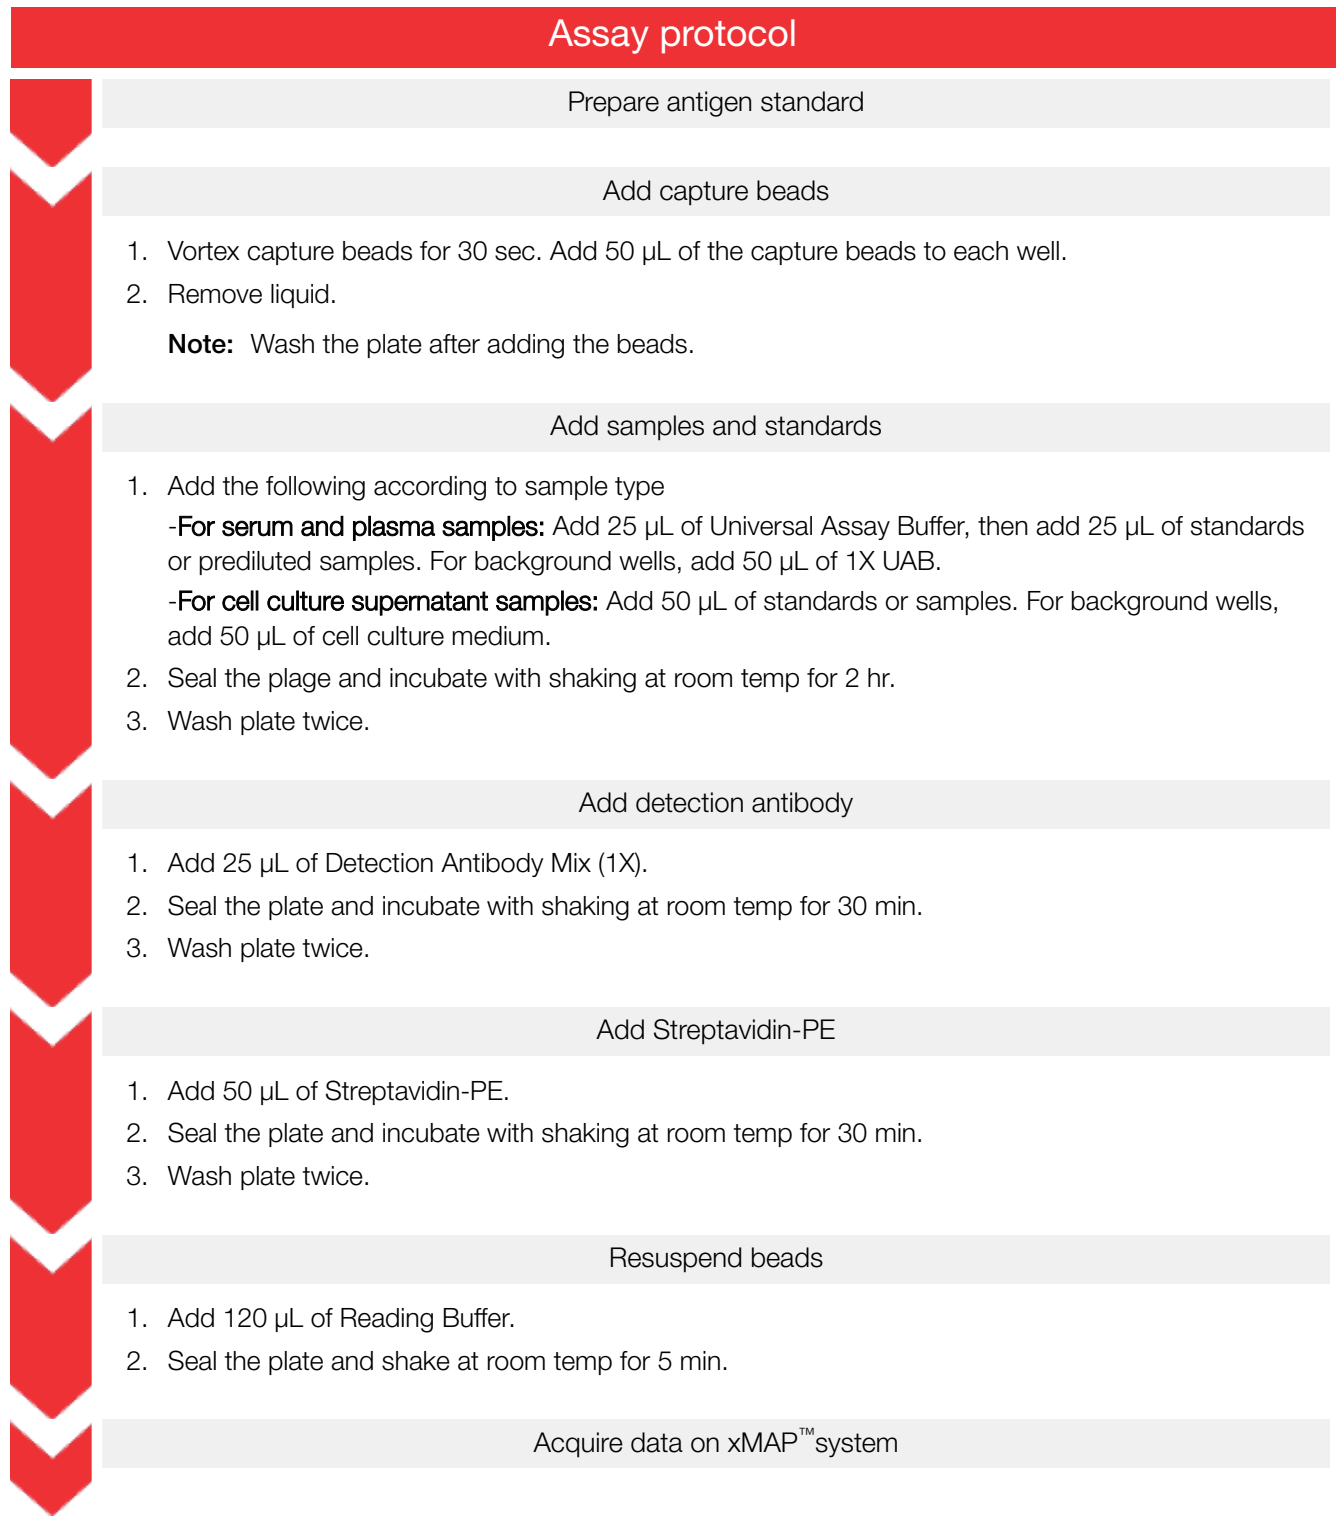 Assay protocol
Prepare antigen standard
Add capture beads
1. Vortex capture beads for 30 sec. Add 50 µL of the capture beads to each well.
2. Remove liquid.
Note: Wash the plate after adding the beads.
Add samples and standards
1. Add the following according to sample type
-For serum and plasma samples: Add 25 µL of Universal Assay Buffer, then add 25 µL of standards
or prediluted samples. For background wells, add 50 µL of 1X UAB.
-For cell culture supernatant samples: Add 50 µL of standards or samples. For background wells,
add 50 µL of cell culture medium.
2. Seal the plage and incubate with shaking at room temp for 2 hr.
3. Wash plate twice.
Add detection antibody
1. Add 25 µL of Detection Antibody Mix (1X).
2. Seal the plate and incubate with shaking at room temp for 30 min.
3. Wash plate twice.
Add Streptavidin-PE
1. Add 50 µL of Streptavidin-PE.
2. Seal the plate and incubate with shaking at room temp for 30 min.
3. Wash plate twice.
Resuspend beads
1. Add 120 µL of Reading Buffer.
2. Seal the plate and shake at room temp for 5 min.
Acquire data on xMAP™system